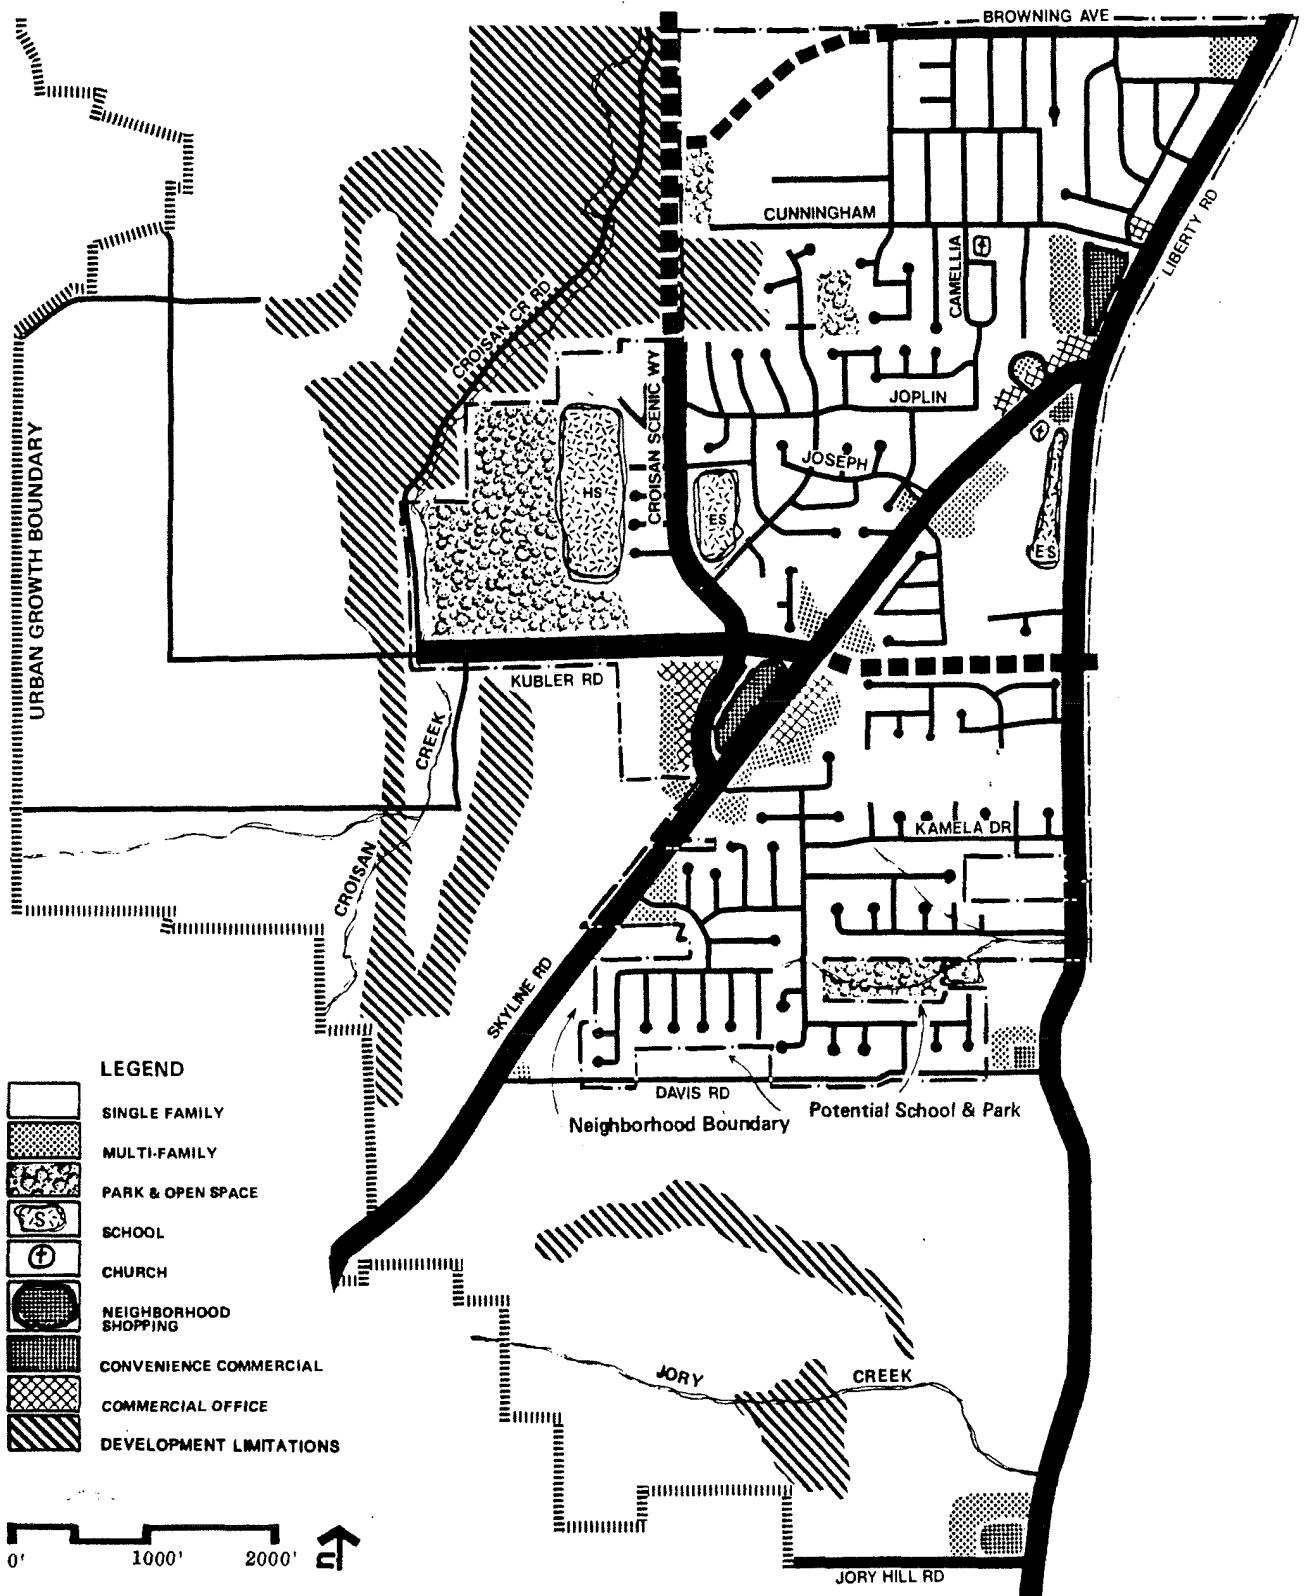 BROWNING AVE
LIBERTY RD
CUNNINGHAM
CAMELLIA
CROISAN CR RD
CROISAN SCENIC WY
JOPLIN
JOSEPH
HS
ES
ES
URBAN GROWTH BOUNDARY
KUBLER RD
CREEK
CROISAN
KAMELA DR
SKYLINE RD
DAVIS RD
Neighborhood Boundary
Potential School & Park
LEGEND
SINGLE FAMILY
MULTI-FAMILY
PARK & OPEN SPACE
S
SCHOOL
CHURCH
NEIGHBORHOOD
SHOPPING
CONVENIENCE COMMERCIAL
COMMERCIAL OFFICE
DEVELOPMENT LIMITATIONS
JORY
CREEK
0' 1000' 2000'
n
JORY HILL RD